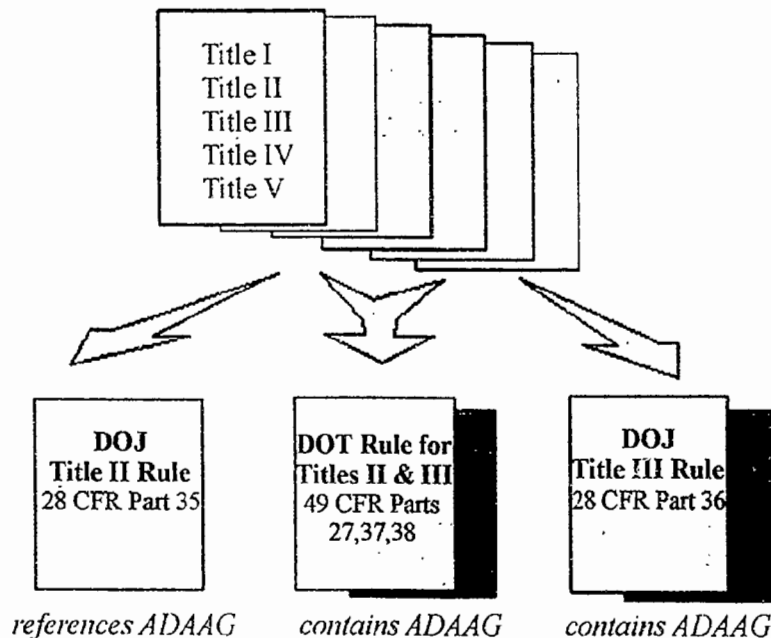 Title I
Title II
Title III
Title IV
Title V
DOJ
Title II Rule
28 CFR Part 35
references ADAAG
DOT Rule for
Titles II & III
49 CFR Parts
27,37,38
contains ADAAG
DOJ
Title III Rule
28 CFR Part 36
contains ADAAG